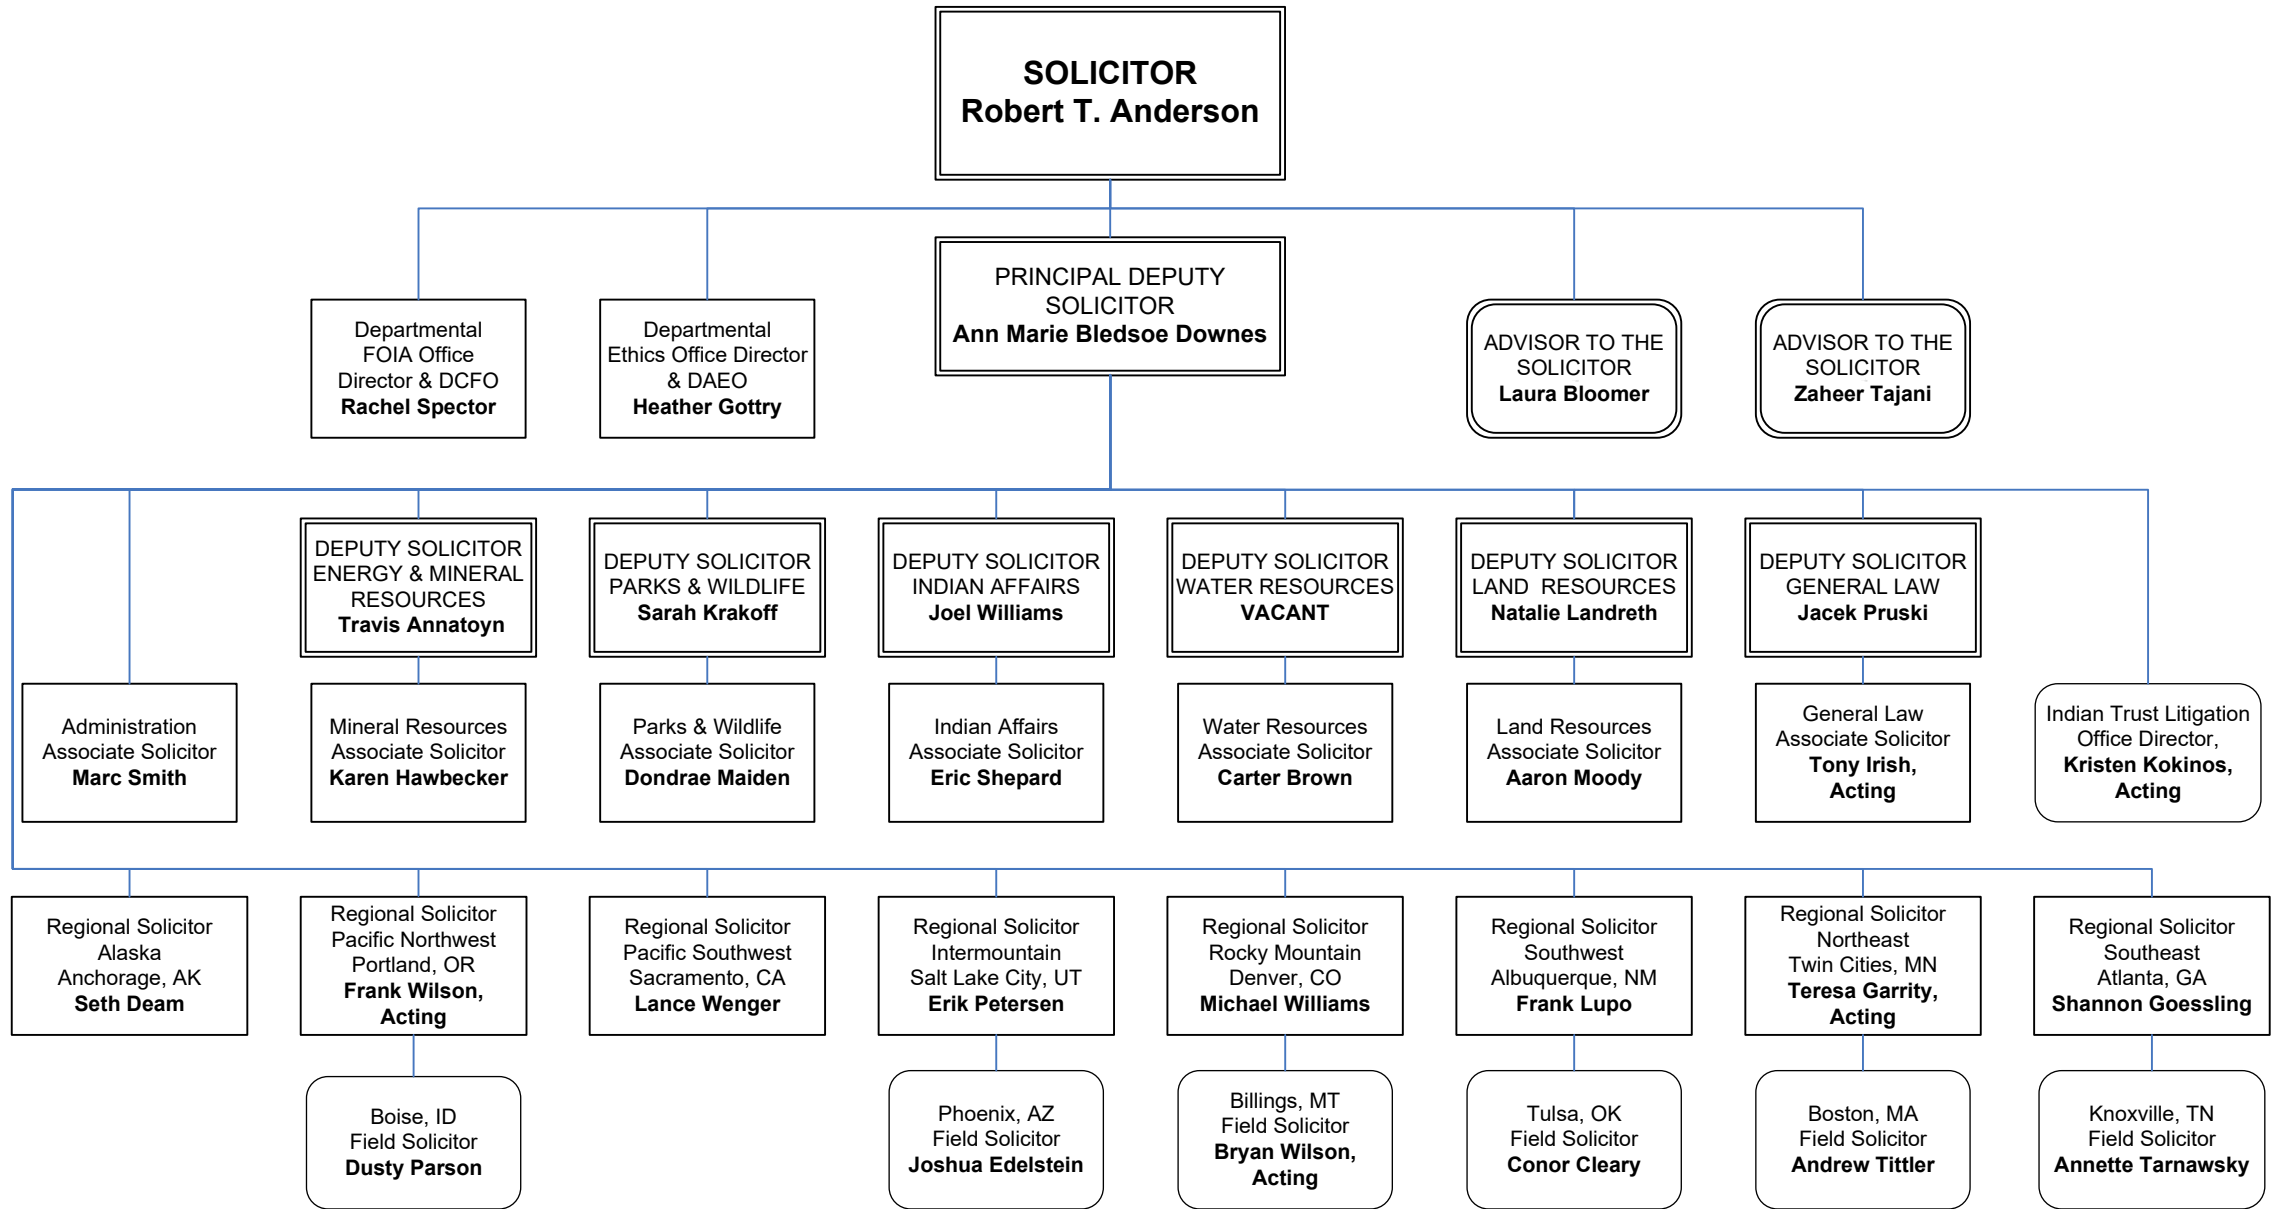 SOLICITOR
Robert T. Anderson
PRINCIPAL DEPUTY
SOLICITOR
Ann Marie Bledsoe Downes
Departmental
FOIA Office
Director & DCFO
Rachel Spector
Departmental
Ethics Office Director
& DAEO
Heather Gottry
ADVISOR TO THE
SOLICITOR
Laura Bloomer
ADVISOR TO THE
SOLICITOR
Zaheer Tajani
DEPUTY SOLICITOR
ENERGY & MINERAL
RESOURCES
Travis Annatoyn
DEPUTY SOLICITOR
PARKS & WILDLIFE
Sarah Krakoff
DEPUTY SOLICITOR
INDIAN AFFAIRS
Joel Williams
DEPUTY SOLICITOR
WATER RESOURCES
VACANT
DEPUTY SOLICITOR
LAND RESOURCES
Natalie Landreth
DEPUTY SOLICITOR
GENERAL LAW
Jacek Pruski
Administration
Associate Solicitor
Marc Smith
Mineral Resources
Associate Solicitor
Karen Hawbecker
Parks & Wildlife
Associate Solicitor
Dondrae Maiden
Indian Affairs
Associate Solicitor
Eric Shepard
Water Resources
Associate Solicitor
Carter Brown
Land Resources
Associate Solicitor
Aaron Moody
General Law
Associate Solicitor
Tony Irish,
Acting
Indian Trust Litigation
Office Director,
Kristen Kokinos,
Acting
Regional Solicitor
Alaska
Anchorage, AK
Seth Deam
Regional Solicitor
Pacific Northwest
Portland, OR
Frank Wilson,
Acting
Regional Solicitor
Pacific Southwest
Sacramento, CA
Lance Wenger
Regional Solicitor
Intermountain
Salt Lake City, UT
Erik Petersen
Regional Solicitor
Rocky Mountain
Denver, CO
Michael Williams
Regional Solicitor
Southwest
Albuquerque, NM
Frank Lupo
Regional Solicitor
Northeast
Twin Cities, MN
Teresa Garrity,
Acting
Regional Solicitor
Southeast
Atlanta, GA
Shannon Goessling
Boise, ID
Field Solicitor
Dusty Parson
Phoenix, AZ
Field Solicitor
Joshua Edelstein
Billings, MT
Field Solicitor
Bryan Wilson,
Acting
Tulsa, OK
Field Solicitor
Conor Cleary
Boston, MA
Field Solicitor
Andrew Tittler
Knoxville, TN
Field Solicitor
Annette Tarnawsky